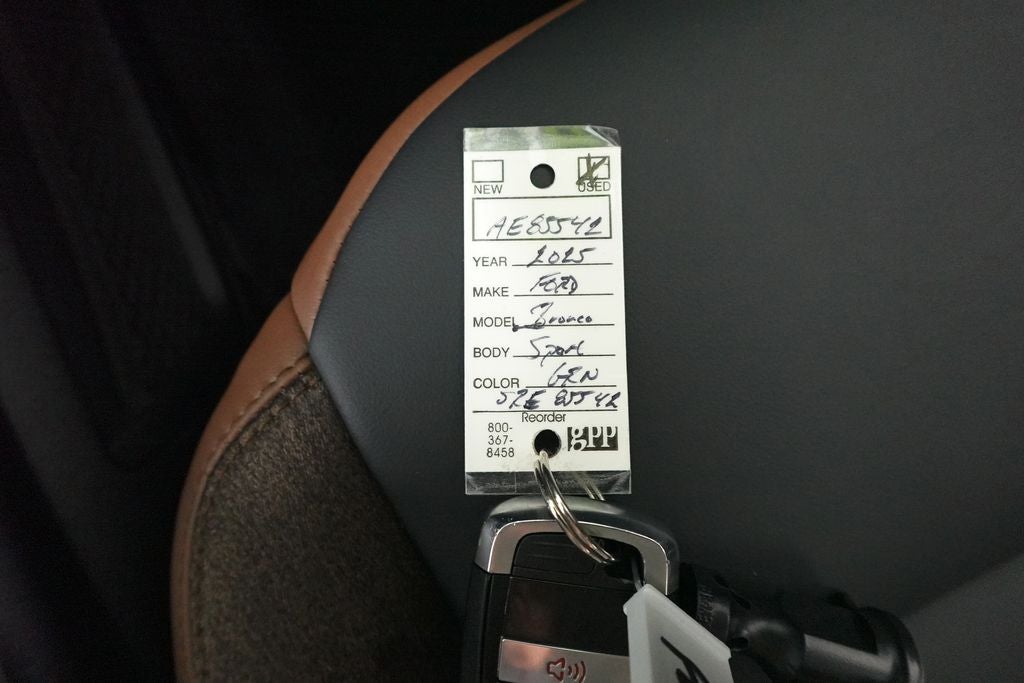 NEW USED
AE85542
YEAR 2025
MAKE FORD
MODEL Bronco
BODY Sport
COLOR GRN
SRE 85542
Reorder
800-
367-
8458
gpp